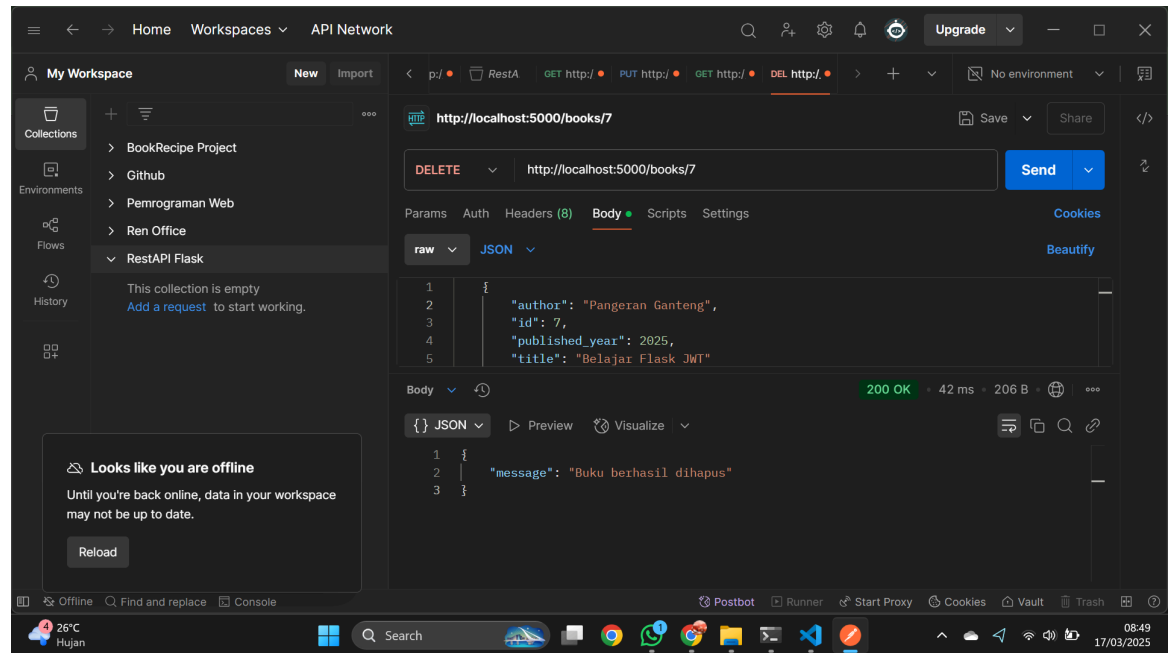 Home Workspaces API Network Upgrade
My Workspace New Import p:/ RestA GET http:/ PUT http:/ GET http:/ DEL http:/. No environment
Collections
Environments
Flows
History
BookRecipe Project
Github
Pemrograman Web
Ren Office
RestAPI Flask
This collection is empty
Add a request to start working.
HTTP http://localhost:5000/books/7 Save Share
DELETE http://localhost:5000/books/7 Send
Params Auth Headers (8) Body Scripts Settings Cookies
raw JSON Beautify
1 {
2 "author": "Pangeran Ganteng",
3 "id": 7,
4 "published_year": 2025,
5 "title": "Belajar Flask JWT"
Body 200 OK 42 ms 206 B
{} JSON Preview Visualize
1 {
2 "message": "Buku berhasil dihapus"
3 }
Looks like you are offline
Until you're back online, data in your workspace
may not be up to date.
Reload
Offline Find and replace Console Postbot Runner Start Proxy Cookies Vault Trash
4 26°C
Hujan
Search
1
08:49
17/03/2025